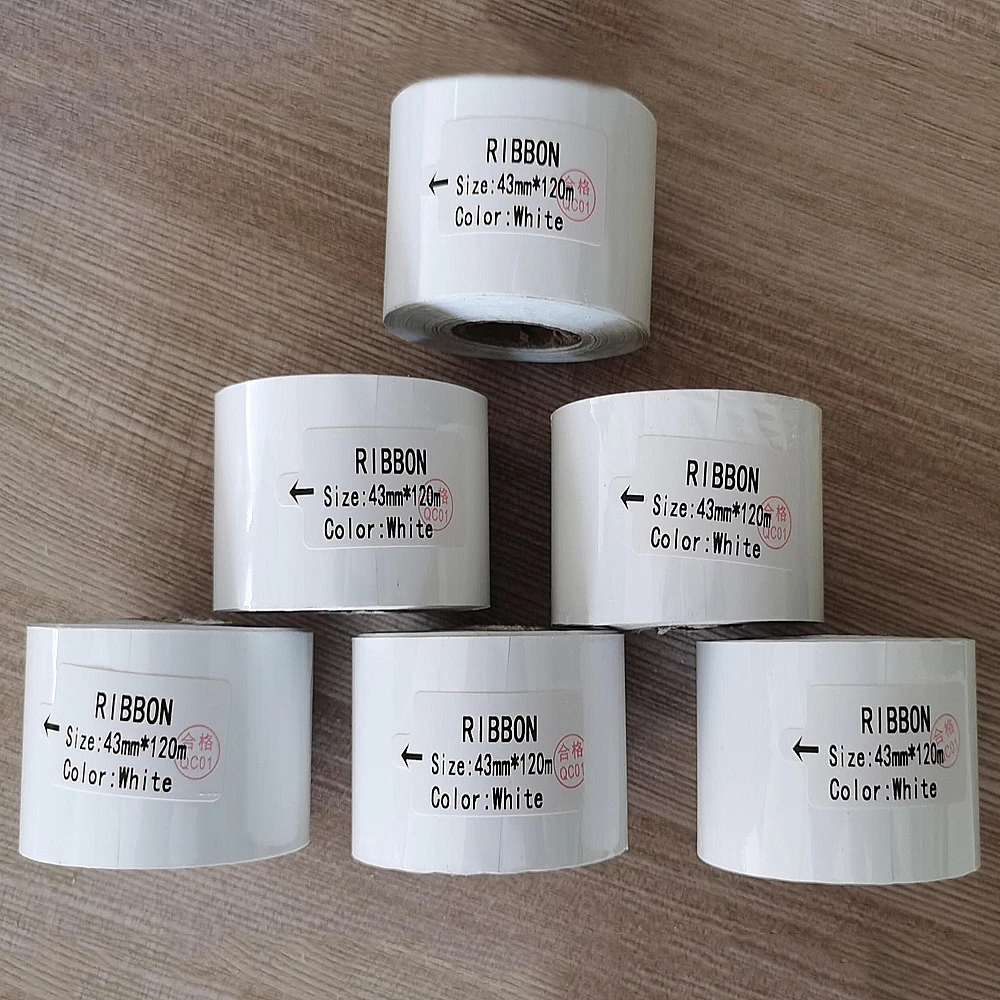 RIBBON
← Size:43mm*120m
Color:White
合格
QC01
RIBBON
← Size:43mm*120m
Color:White
合格
QC01
RIBBON
← Size:43mm*120m
Color:White
合格
QC01
RIBBON
← Size:43mm*120m
Color:White
合格
QC01
RIBBON
← Size:43mm*120m
Color:White
合格
QC01
RIBBON
← Size:43mm*120m
Color:White
合格
QC01